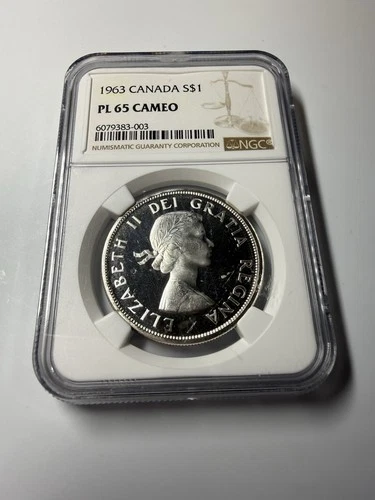 1963 CANADA S$1
PL 65 CAMEO
6079383-003
NUMISMATIC GUARANTY CORPORATION
NGC
ELIZABETH II DEI GRATIA REGINA